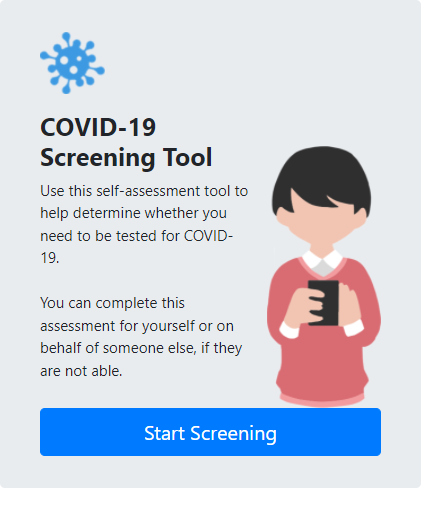 COVID-19
Screening Tool
Use this self-assessment tool to
help determine whether you
need to be tested for COVID-
19.
You can complete this
assessment for yourself or on
behalf of someone else, if they
are not able.
Start Screening